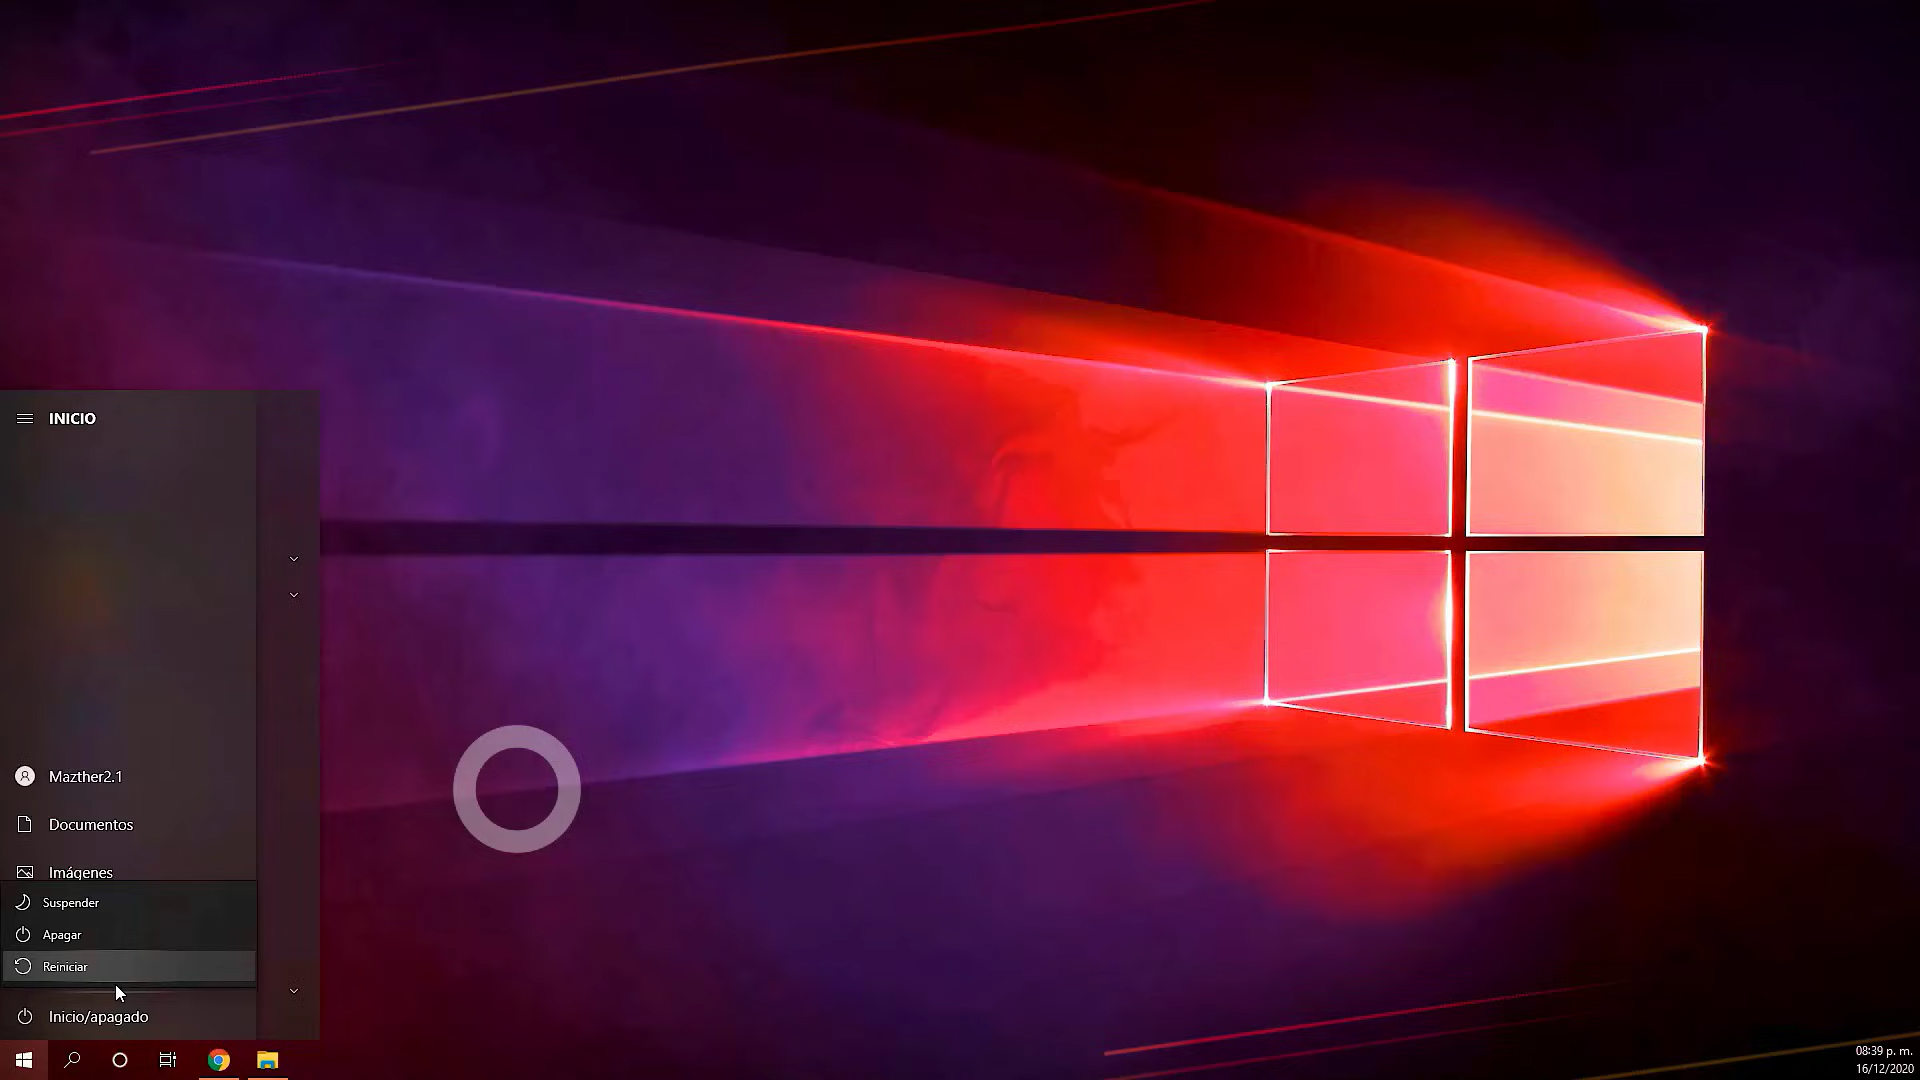 INICIO
Mazther2.1
Documentos
Imágenes
Suspender
Apagar
Reiniciar
Inicio/apagado
08:39 p. m.
16/12/2020